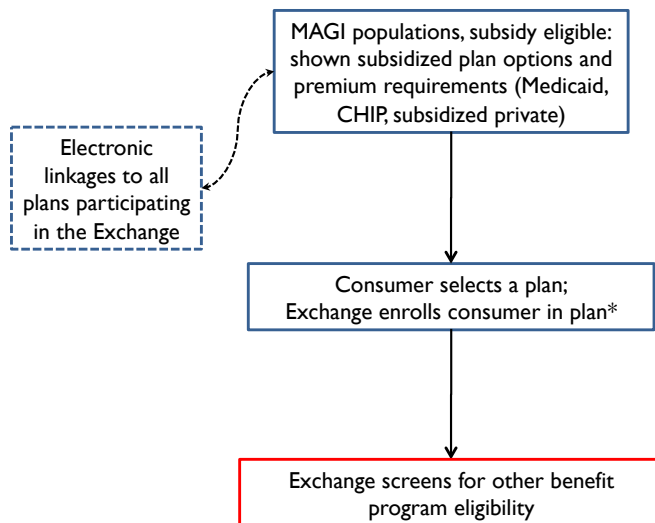 MAGI populations, subsidy eligible:
shown subsidized plan options and
premium requirements (Medicaid,
CHIP, subsidized private)
Electronic
linkages to all
plans participating
in the Exchange
Consumer selects a plan;
Exchange enrolls consumer in plan*
Exchange screens for other benefit
program eligibility